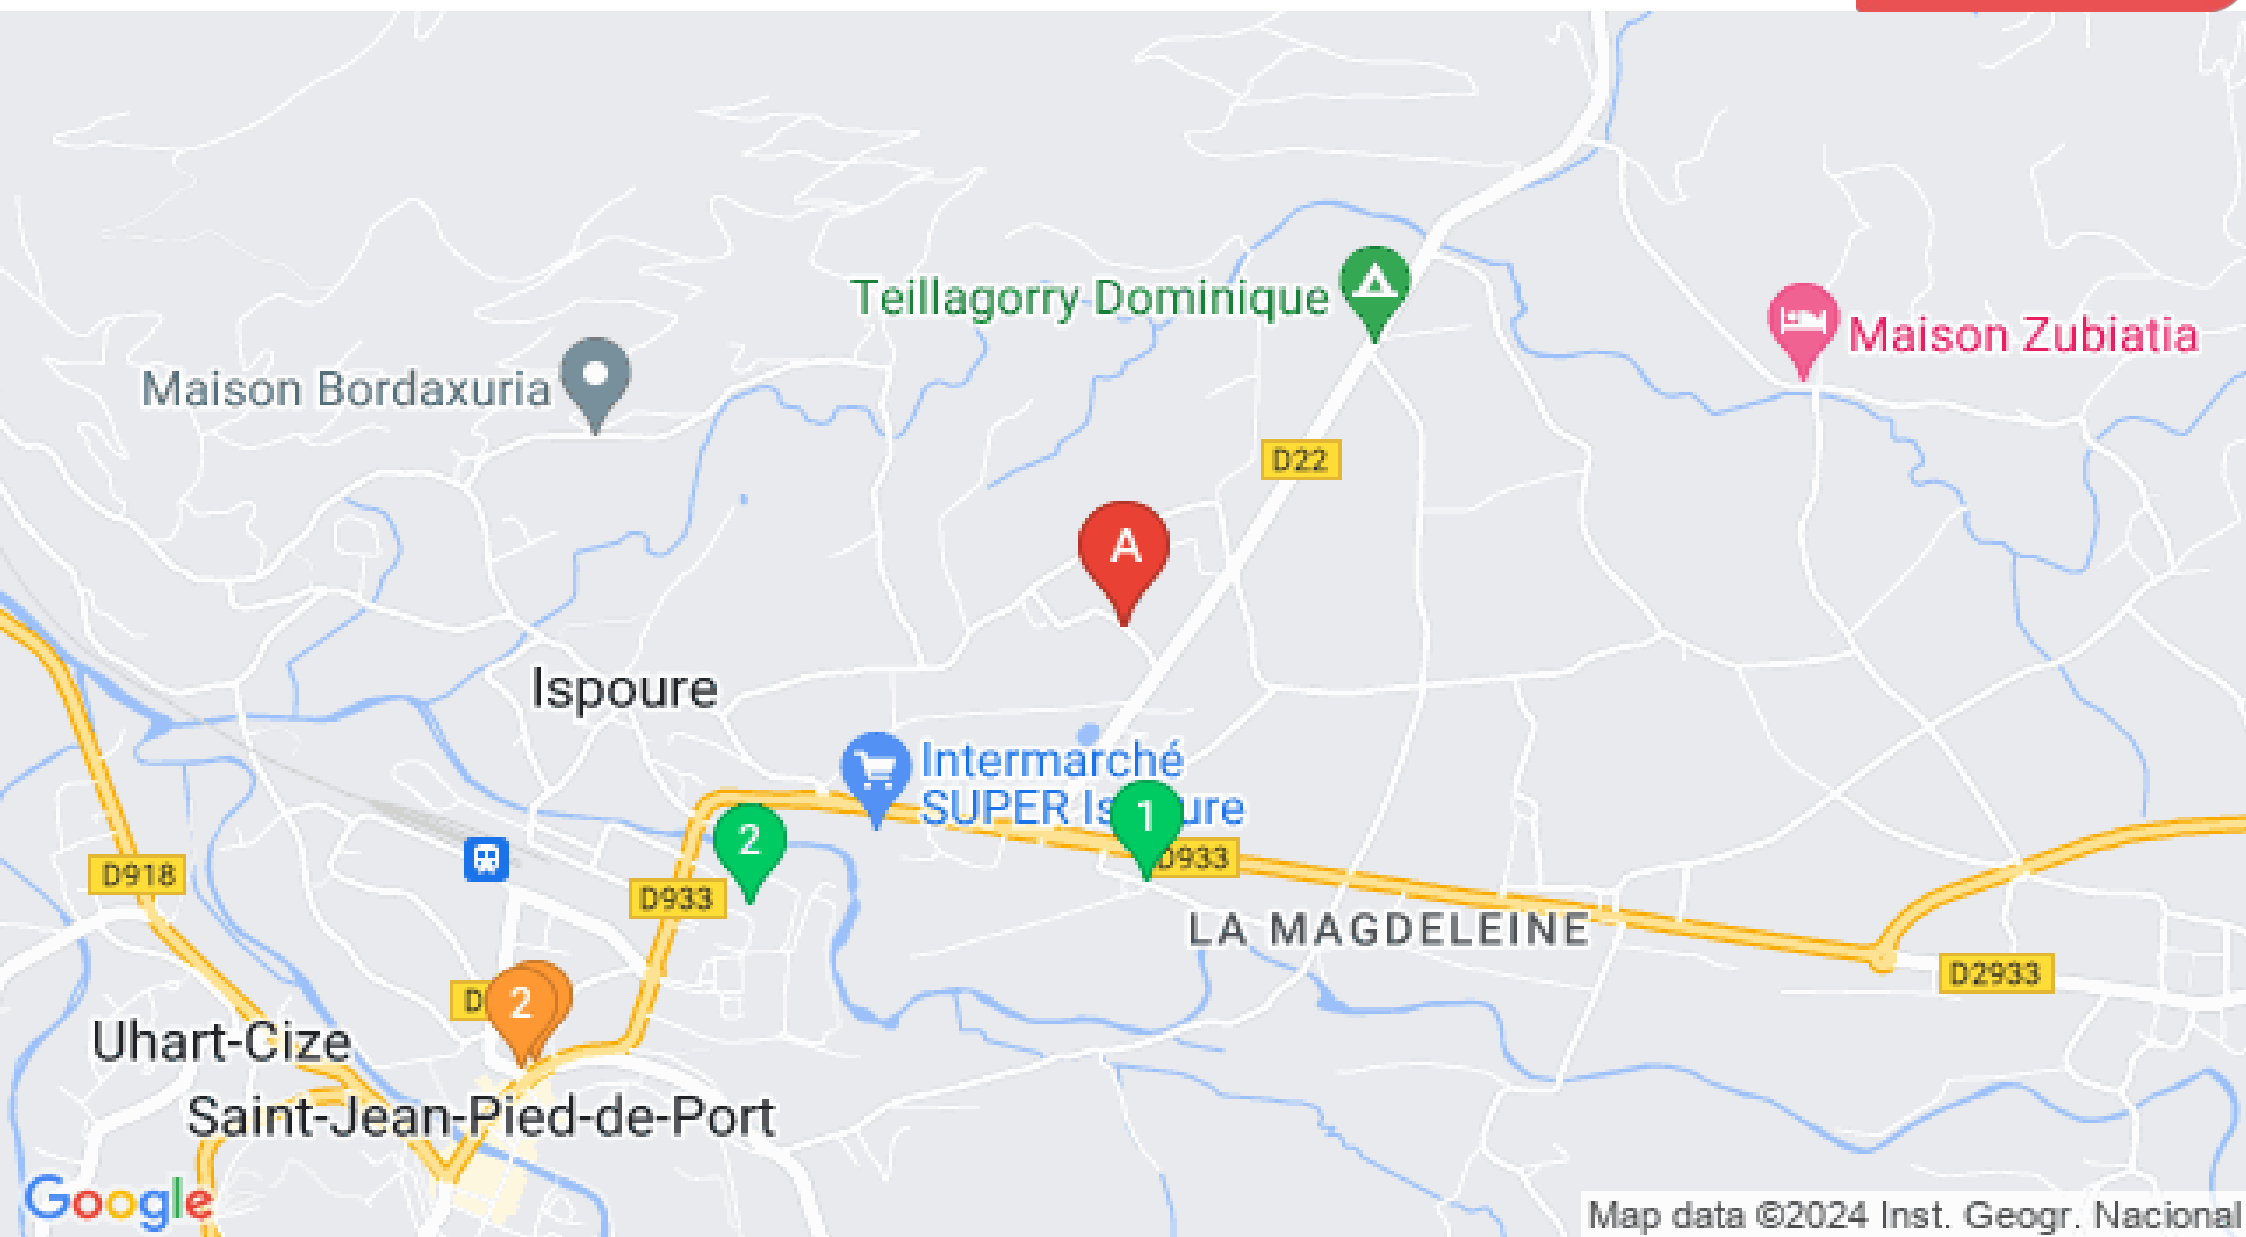 Teillagorry Dominique
Maison Zubiatia
Maison Bordaxuria
D22
A
Ispoure
Intermarché
SUPER Is ure
1
2
D933
D918
D933
LA MAGDELEINE
D2933
D
2
Uhart-Cize
Saint-Jean-Pied-de-Port
Google
Map data ©2024 Inst. Geogr. Nacional